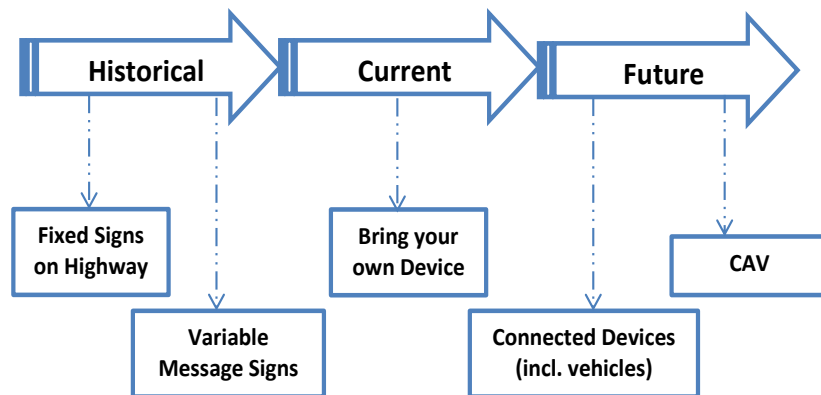 Historical
Current
Future
Fixed Signs
on Highway
Bring your
own Device
CAV
Variable
Message Signs
Connected Devices
(incl. vehicles)